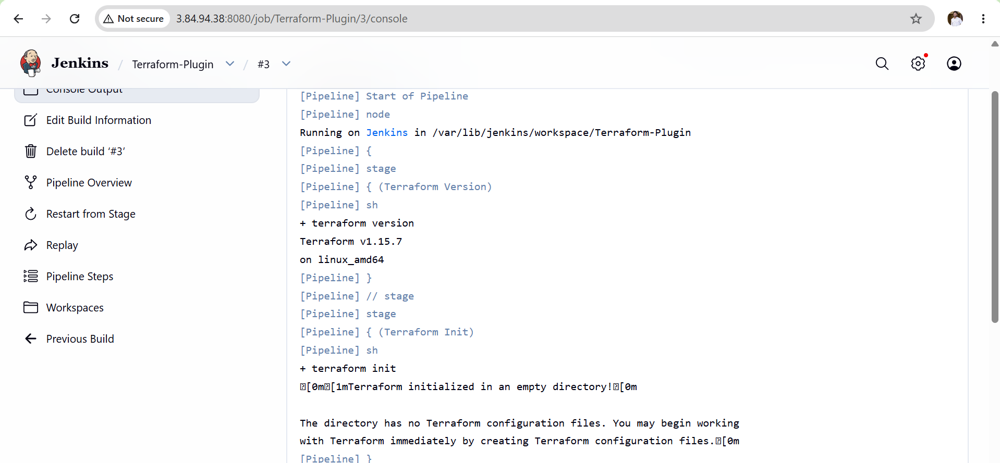 Not secure
3.84.94.38:8080/job/Terraform-Plugin/3/console
Jenkins / Terraform-Plugin / #3
Console Output
Edit Build Information
Delete build ‘#3’
Pipeline Overview
Restart from Stage
Replay
Pipeline Steps
Workspaces
Previous Build
[Pipeline] Start of Pipeline
[Pipeline] node
Running on Jenkins in /var/lib/jenkins/workspace/Terraform-Plugin
[Pipeline] {
[Pipeline] stage
[Pipeline] { (Terraform Version)
[Pipeline] sh
+ terraform version
Terraform v1.15.7
on linux_amd64
[Pipeline] }
[Pipeline] // stage
[Pipeline] stage
[Pipeline] { (Terraform Init)
[Pipeline] sh
+ terraform init
[0m[1mTerraform initialized in an empty directory![0m
The directory has no Terraform configuration files. You may begin working
with Terraform immediately by creating Terraform configuration files.[0m
[Pipeline] }